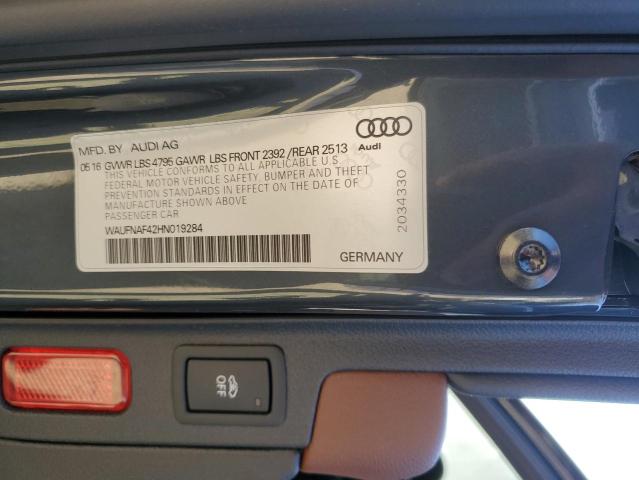 MFD. BY AUDI AG
05 16 GVWR LBS 4795 GAWR LBS FRONT 2392 /REAR 2513
THIS VEHICLE CONFORMS TO ALL APPLICABLE U.S.
FEDERAL MOTOR VEHICLE SAFETY, BUMPER AND THEFT
PREVENTION STANDARDS IN EFFECT ON THE DATE OF
MANUFACTURE SHOWN ABOVE
PASSENGER CAR
WAUFNAF42HN019284
Audi
2034330
GERMANY
OFF